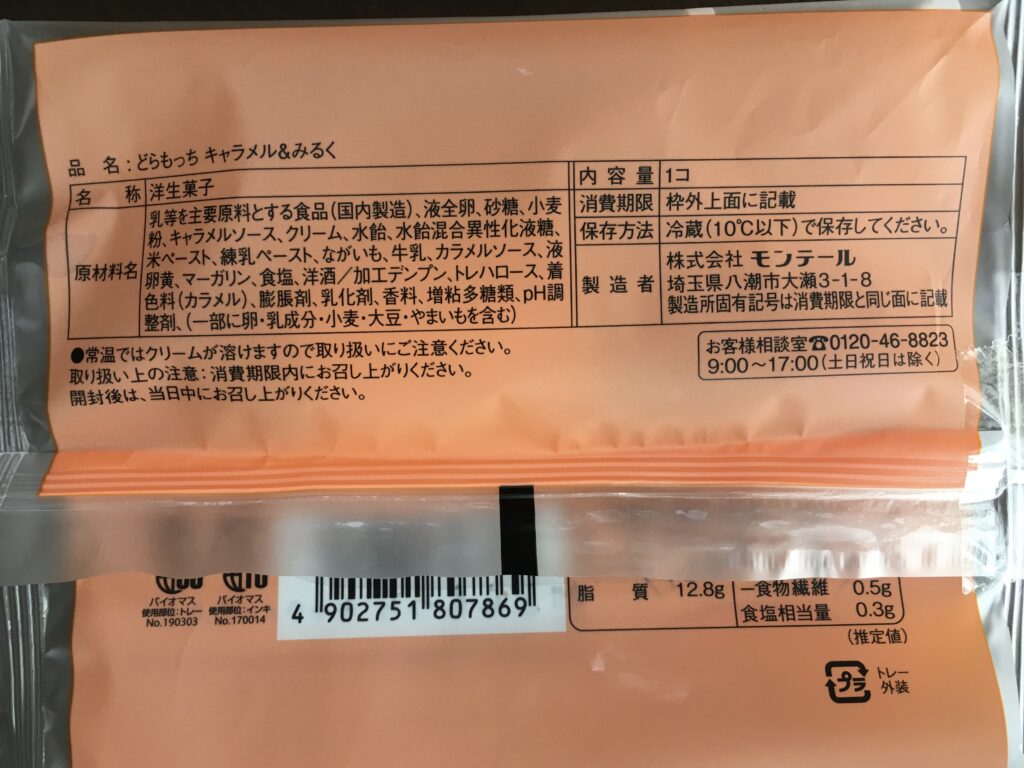 品 名：どらもっち キャラメル&みるく
名 称 洋生菓子
原材料名
乳等を主要原料とする食品（国内製造）、液全卵、砂糖、小麦
粉、キャラメルソース、クリーム、水飴、水飴混合異性化液糖、
米ペースト、練乳ペースト、ながいも、牛乳、カラメルソース、液
卵黄、マーガリン、食塩、洋酒／加工デンプン、トレハロース、着
色料（カラメル）、膨脹剤、乳化剤、香料、増粘多糖類、pH調
整剤、（一部に卵・乳成分・小麦・大豆・やまいもを含む）
内容量 1コ
消費期限 枠外上面に記載
保存方法 冷蔵（10℃以下）で保存してください。
製造者
株式会社 モンテール
埼玉県八潮市大瀬3-1-8
製造所固有記号は消費期限と同じ面に記載
●常温ではクリームが溶けますので取り扱いにご注意ください。
取り扱い上の注意：消費期限内にお召し上がりください。
開封後は、当日中にお召し上がりください。
お客様相談室☎0120-46-8823
9:00〜17:00（土日祝日は除く）
バイオマス
使用部位：トレー
No.190303
バイオマス
使用部位：インキ
No.170014
4 902751 807869
脂 質 12.8g
－食物繊維 0.5g
食塩相当量 0.3g
（推定値）
プラ
トレー
外装